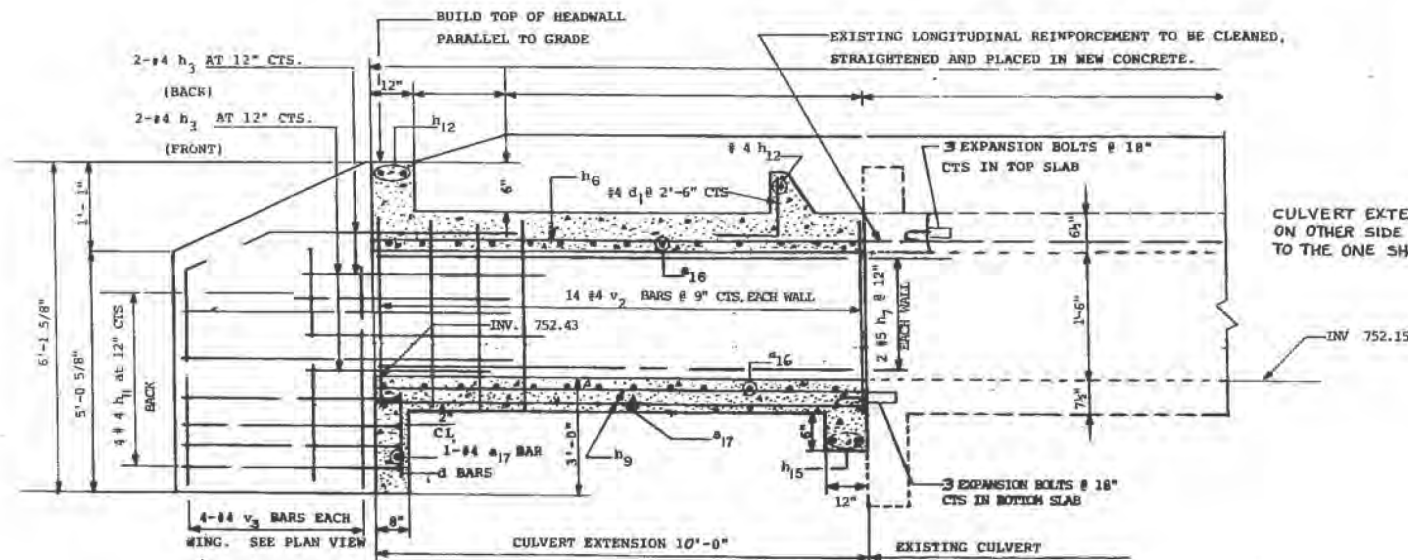 BUILD TOP OF HEADWALL
PARALLEL TO GRADE
EXISTING LONGITUDINAL REINFORCEMENT TO BE CLEANED,
STRAIGHTENED AND PLACED IN NEW CONCRETE.
2-#4 h3 AT 12" CTS.
(BACK)
2-#4 h3 AT 12" CTS.
(FRONT)
12"
h12
# 4 h12
3 EXPANSION BOLTS @ 18"
CTS IN TOP SLAB
1'-1"
6"
h6
#4 d1 @ 2'-6" CTS
6½"
CULVERT EXTE
ON OTHER SIDE
TO THE ONE SH
a16
14 #4 v2 BARS @ 9" CTS, EACH WALL
2 #5 h7 @ 12"
EACH WALL
1'-6"
INV. 752.43
INV 752.15
6'-1 5/8"
5'-0 5/8"
4 # 4 h11 at 12" CTS
BACK
a16
7½"
2"
CL
1-#4 a17 BAR
d BARS
3'-0"
h9
a17
6"
h15
12"
3 EXPANSION BOLTS @ 18"
CTS IN BOTTOM SLAB
4-#4 v3 BARS EACH
WING. SEE PLAN VIEW
8"
CULVERT EXTENSION 10'-0"
EXISTING CULVERT